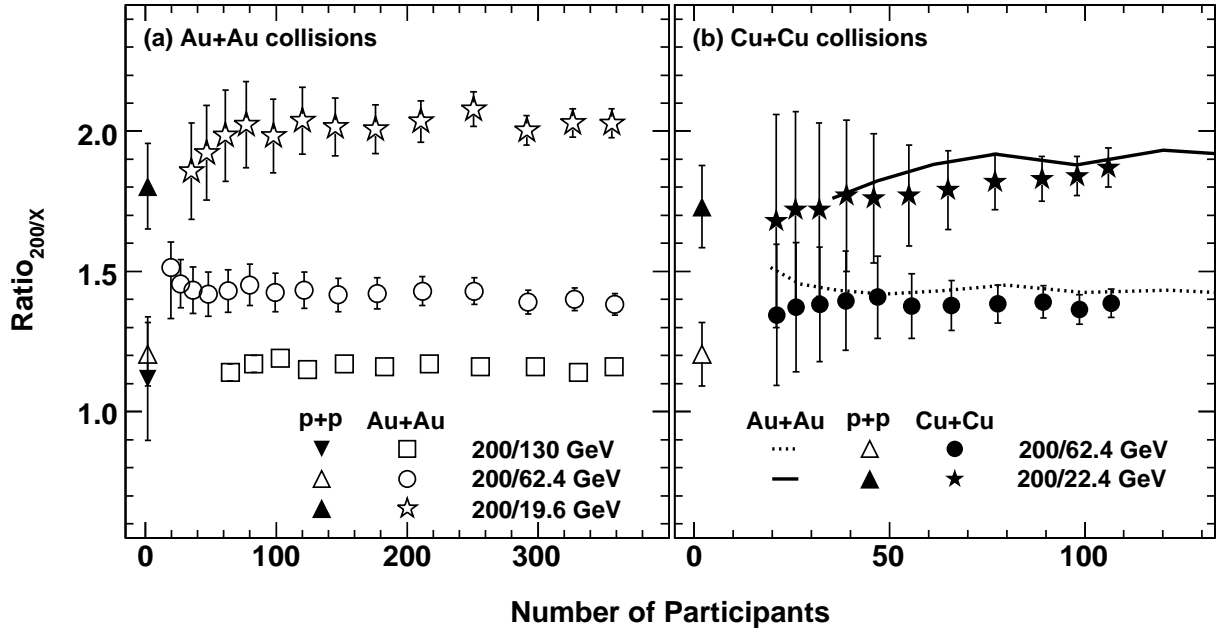 (a) Au+Au collisions
(b) Cu+Cu collisions
Ratio200/X
2.0
1.5
1.0
p+p Au+Au
200/130 GeV
200/62.4 GeV
200/19.6 GeV
Au+Au p+p Cu+Cu
200/62.4 GeV
200/22.4 GeV
0 100 200 300
0 50 100
Number of Participants